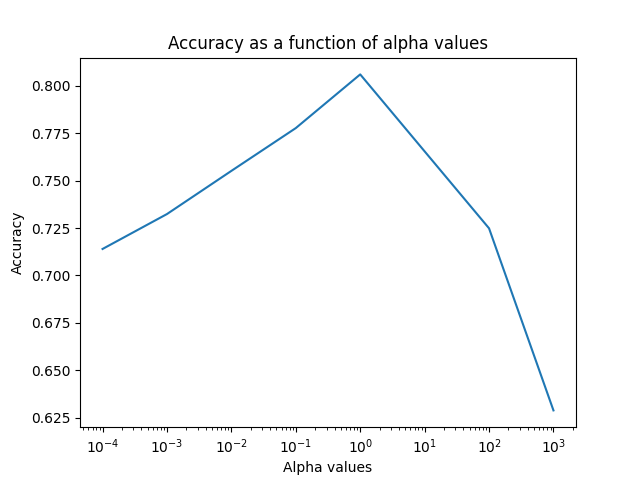 Accuracy as a function of alpha values
Accuracy
0.800
0.775
0.750
0.725
0.700
0.675
0.650
0.625
10⁻⁴ 10⁻³ 10⁻² 10⁻¹ 10⁰ 10¹ 10² 10³
Alpha values